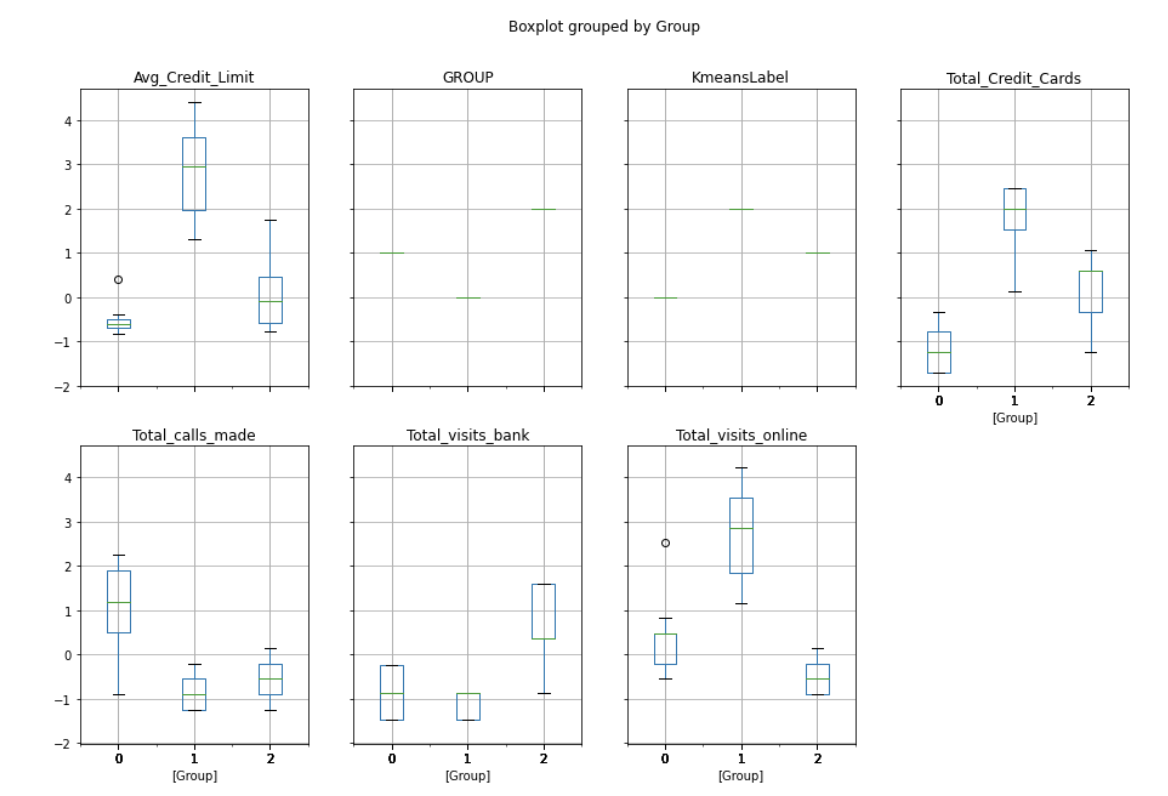 Boxplot grouped by Group
Avg_Credit_Limit
GROUP
KmeansLabel
Total_Credit_Cards
4
3
2
1
0
−1
−2
0 1 2
[Group]
Total_calls_made
Total_visits_bank
Total_visits_online
4
3
2
1
0
−1
−2
0 1 2
[Group]
0 1 2
[Group]
0 1 2
[Group]